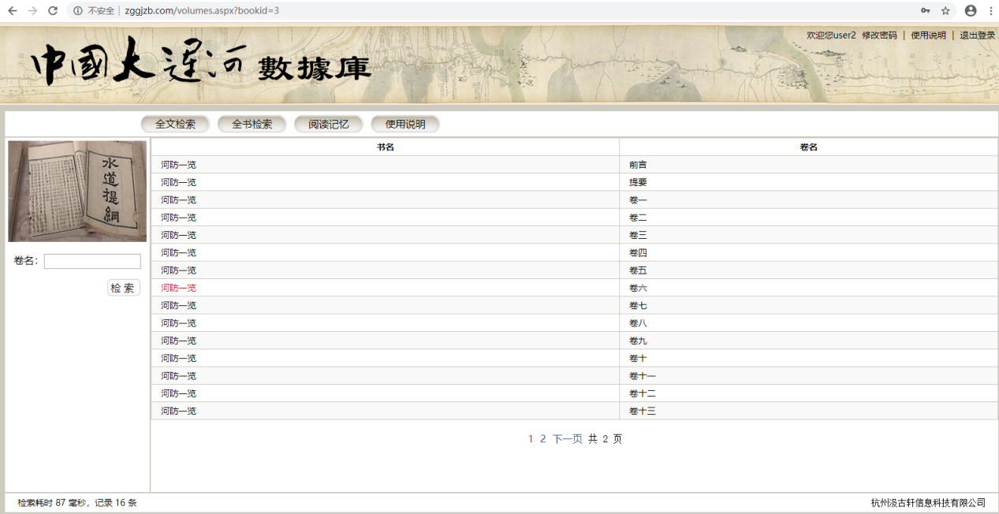 不安全 | zggjzb.com/volumes.aspx?bookid=3
欢迎您user2 修改密码 | 使用说明 | 退出登录
中國大運河 數據庫
全文检索 全书检索 阅读记忆 使用说明
水道提綱
卷名：
检 索
书名 卷名
河防一览 前言
河防一览 提要
河防一览 卷一
河防一览 卷二
河防一览 卷三
河防一览 卷四
河防一览 卷五
河防一览 卷六
河防一览 卷七
河防一览 卷八
河防一览 卷九
河防一览 卷十
河防一览 卷十一
河防一览 卷十二
河防一览 卷十三
1 2 下一页 共 2 页
检索耗时 87 毫秒，记录 16 条
杭州汲古轩信息科技有限公司